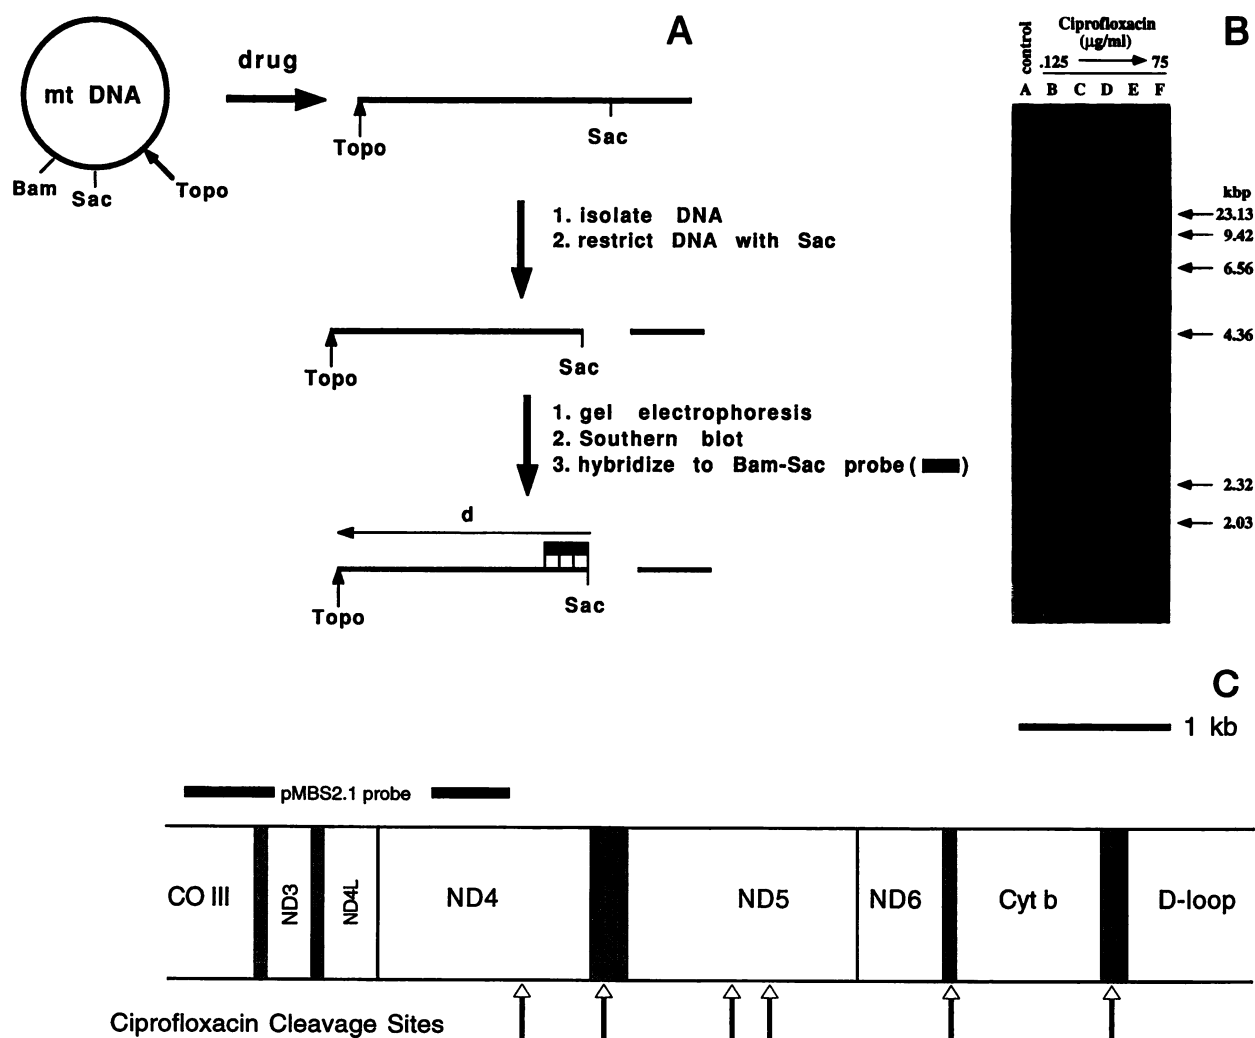 A
mt DNA
Bam
Sac
Topo
drug
Topo
Sac
1. isolate DNA
2. restrict DNA with Sac
Topo
Sac
1. gel electrophoresis
2. Southern blot
3. hybridize to Bam-Sac probe ( )
d
Topo
Sac
B
control
Ciprofloxacin
(µg/ml)
.125 75
A B C D E F
kbp
23.13
9.42
6.56
4.36
2.32
2.03
C
1 kb
pMBS2.1 probe
CO III ND3 ND4L ND4 ND5 ND6 Cyt b D-loop
Ciprofloxacin Cleavage Sites